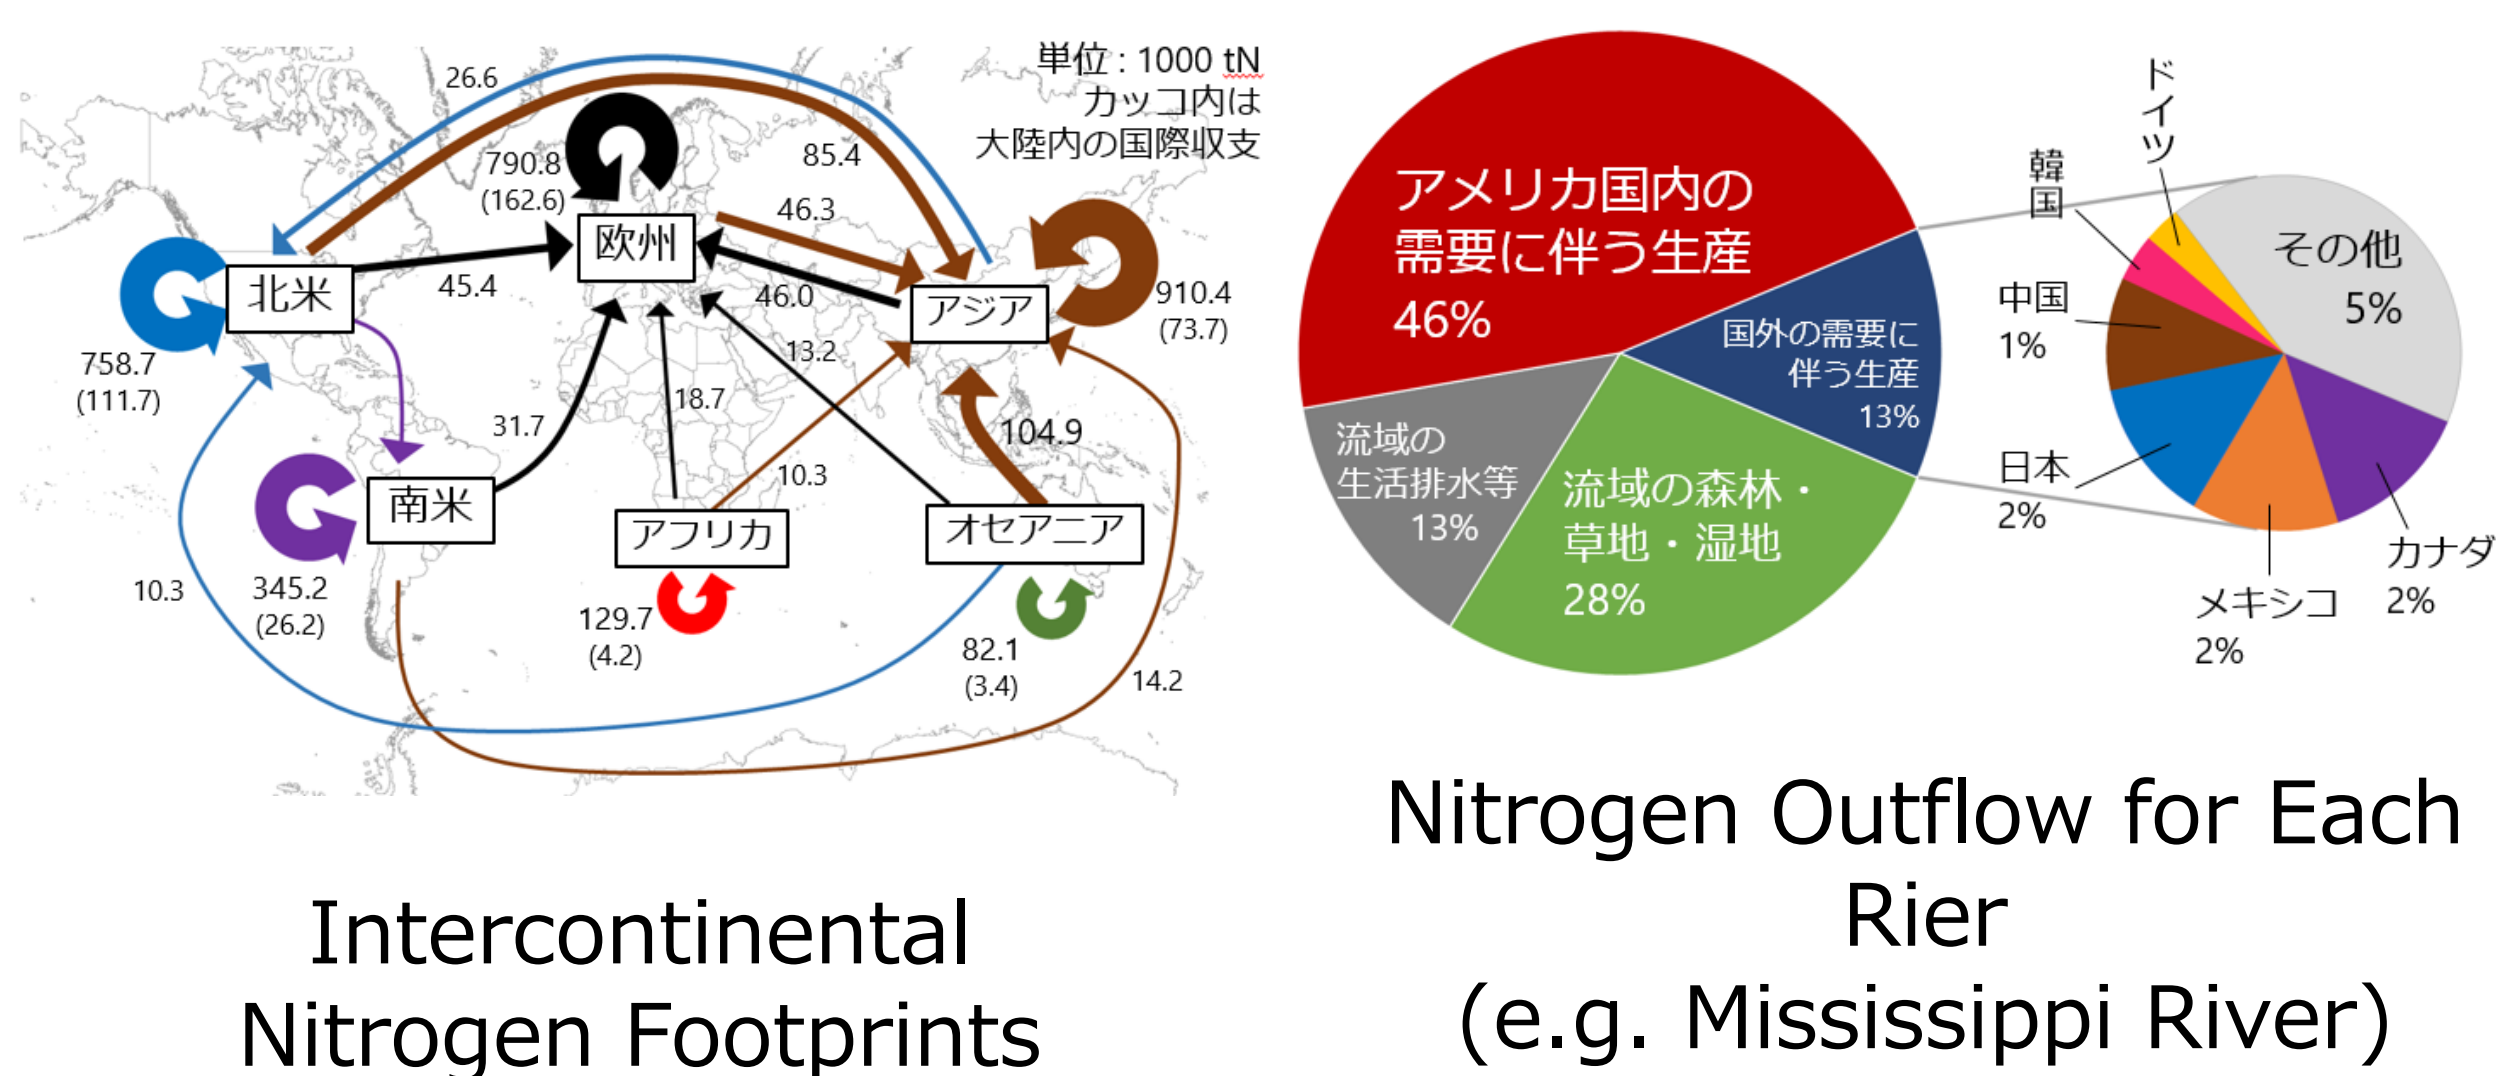 単位 : 1000 tN
カッコ内は
大陸内の国際収支
26.6
85.4
790.8
(162.6)
46.3
欧州
45.4
46.0
北米
アジア
910.4
(73.7)
758.7
(111.7)
13.2
18.7
31.7
104.9
10.3
南米
アフリカ
オセアニア
10.3
345.2
(26.2)
129.7
(4.2)
82.1
(3.4)
14.2
Intercontinental
Nitrogen Footprints
アメリカ国内の
需要に伴う生産
46%
国外の需要に
伴う生産
13%
流域の
生活排水等
13%
流域の森林・
草地・湿地
28%
ドイツ
韓国
中国
1%
日本
2%
メキシコ
2%
カナダ
2%
その他
5%
Nitrogen Outflow for Each
Rier
(e.g. Mississippi River)